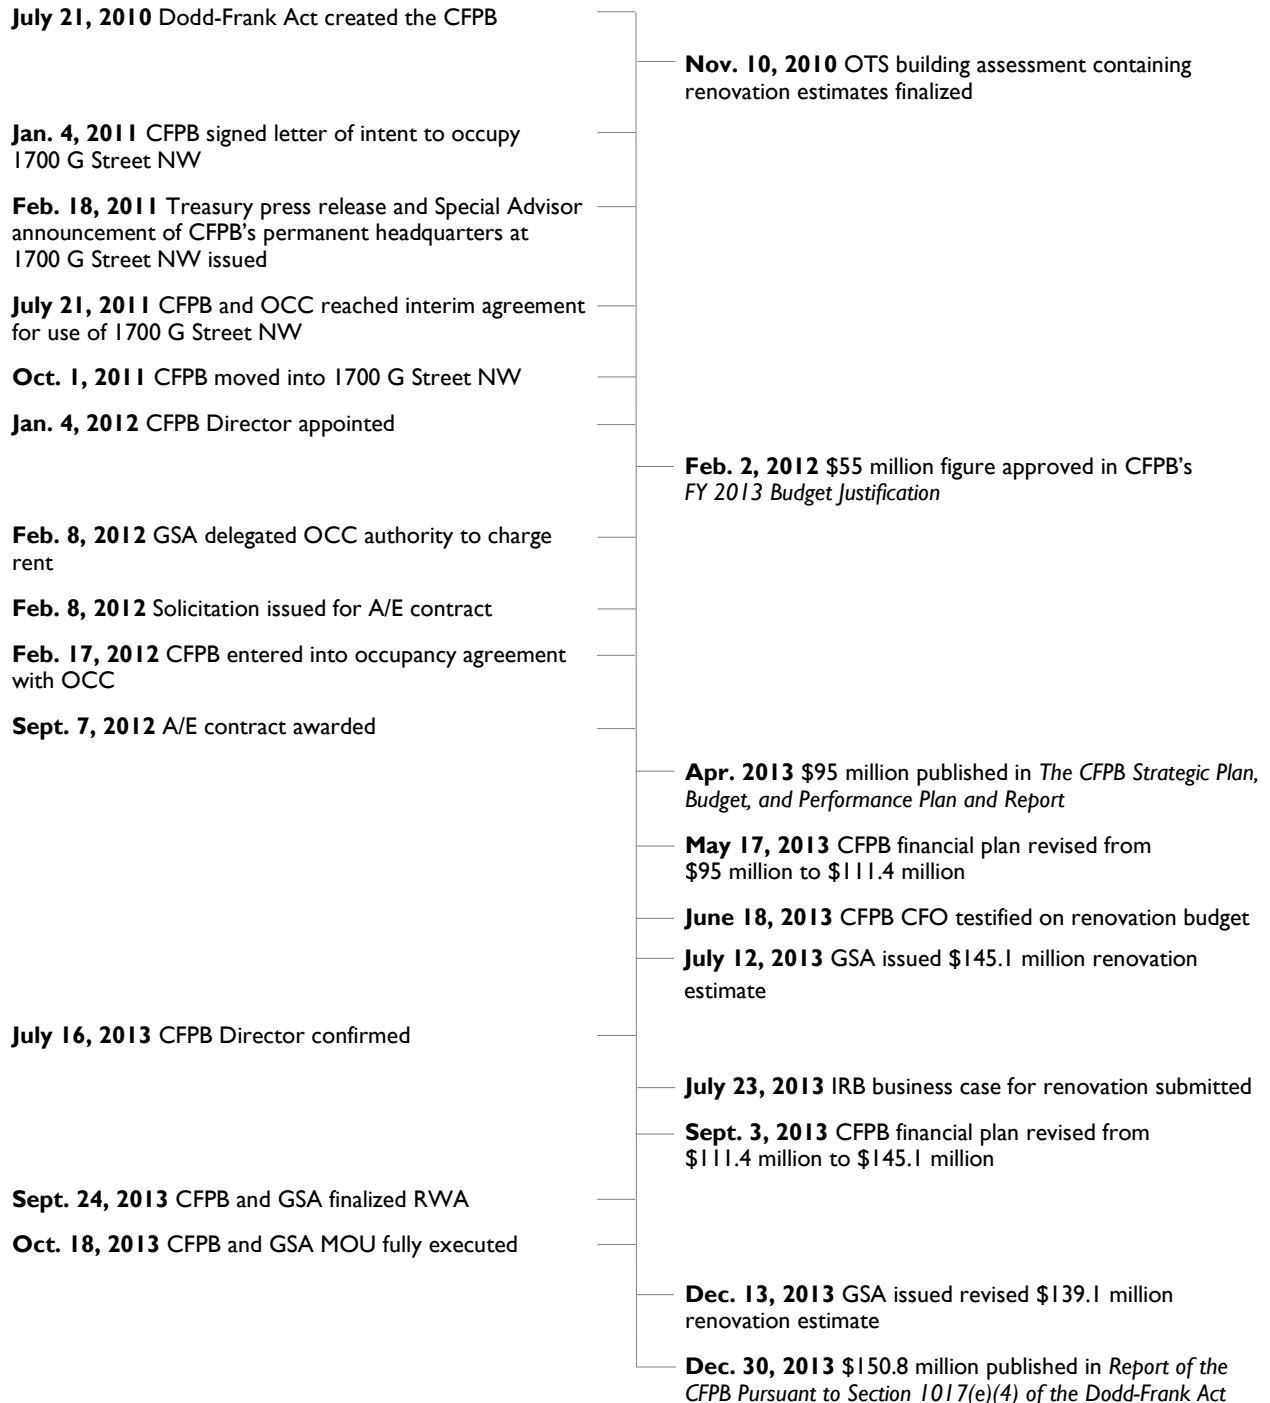 July 21, 2010 Dodd-Frank Act created the CFPB
Nov. 10, 2010 OTS building assessment containing
renovation estimates finalized
Jan. 4, 2011 CFPB signed letter of intent to occupy
1700 G Street NW
Feb. 18, 2011 Treasury press release and Special Advisor
announcement of CFPB’s permanent headquarters at
1700 G Street NW issued
July 21, 2011 CFPB and OCC reached interim agreement
for use of 1700 G Street NW
Oct. 1, 2011 CFPB moved into 1700 G Street NW
Jan. 4, 2012 CFPB Director appointed
Feb. 2, 2012 $55 million figure approved in CFPB’s
FY 2013 Budget Justification
Feb. 8, 2012 GSA delegated OCC authority to charge
rent
Feb. 8, 2012 Solicitation issued for A/E contract
Feb. 17, 2012 CFPB entered into occupancy agreement
with OCC
Sept. 7, 2012 A/E contract awarded
Apr. 2013 $95 million published in The CFPB Strategic Plan,
Budget, and Performance Plan and Report
May 17, 2013 CFPB financial plan revised from
$95 million to $111.4 million
June 18, 2013 CFPB CFO testified on renovation budget
July 12, 2013 GSA issued $145.1 million renovation
estimate
July 16, 2013 CFPB Director confirmed
July 23, 2013 IRB business case for renovation submitted
Sept. 3, 2013 CFPB financial plan revised from
$111.4 million to $145.1 million
Sept. 24, 2013 CFPB and GSA finalized RWA
Oct. 18, 2013 CFPB and GSA MOU fully executed
Dec. 13, 2013 GSA issued revised $139.1 million
renovation estimate
Dec. 30, 2013 $150.8 million published in Report of the
CFPB Pursuant to Section 1017(e)(4) of the Dodd-Frank Act